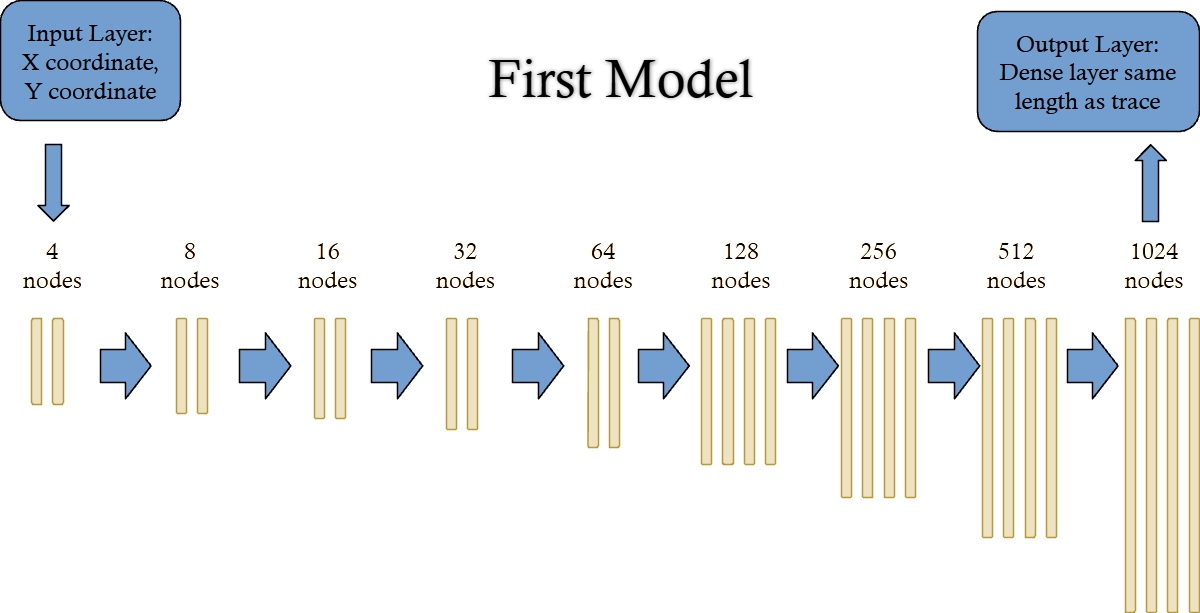 Input Layer:
X coordinate,
Y coordinate
First Model
Output Layer:
Dense layer same
length as trace
4
nodes
8
nodes
16
nodes
32
nodes
64
nodes
128
nodes
256
nodes
512
nodes
1024
nodes